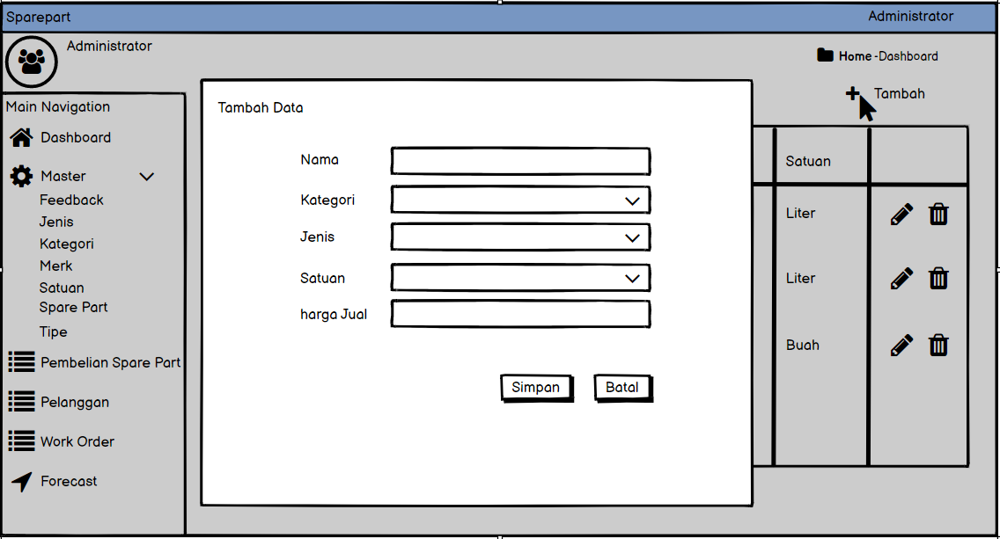 Sparepart
Administrator
Administrator
Home -Dashboard
Tambah
Main Navigation
Dashboard
Master
Feedback
Jenis
Kategori
Merk
Satuan
Spare Part
Tipe
Pembelian Spare Part
Pelanggan
Work Order
Forecast
Tambah Data
Nama
Kategori
Jenis
Satuan
harga Jual
Simpan
Batal
Satuan
Liter
Liter
Buah